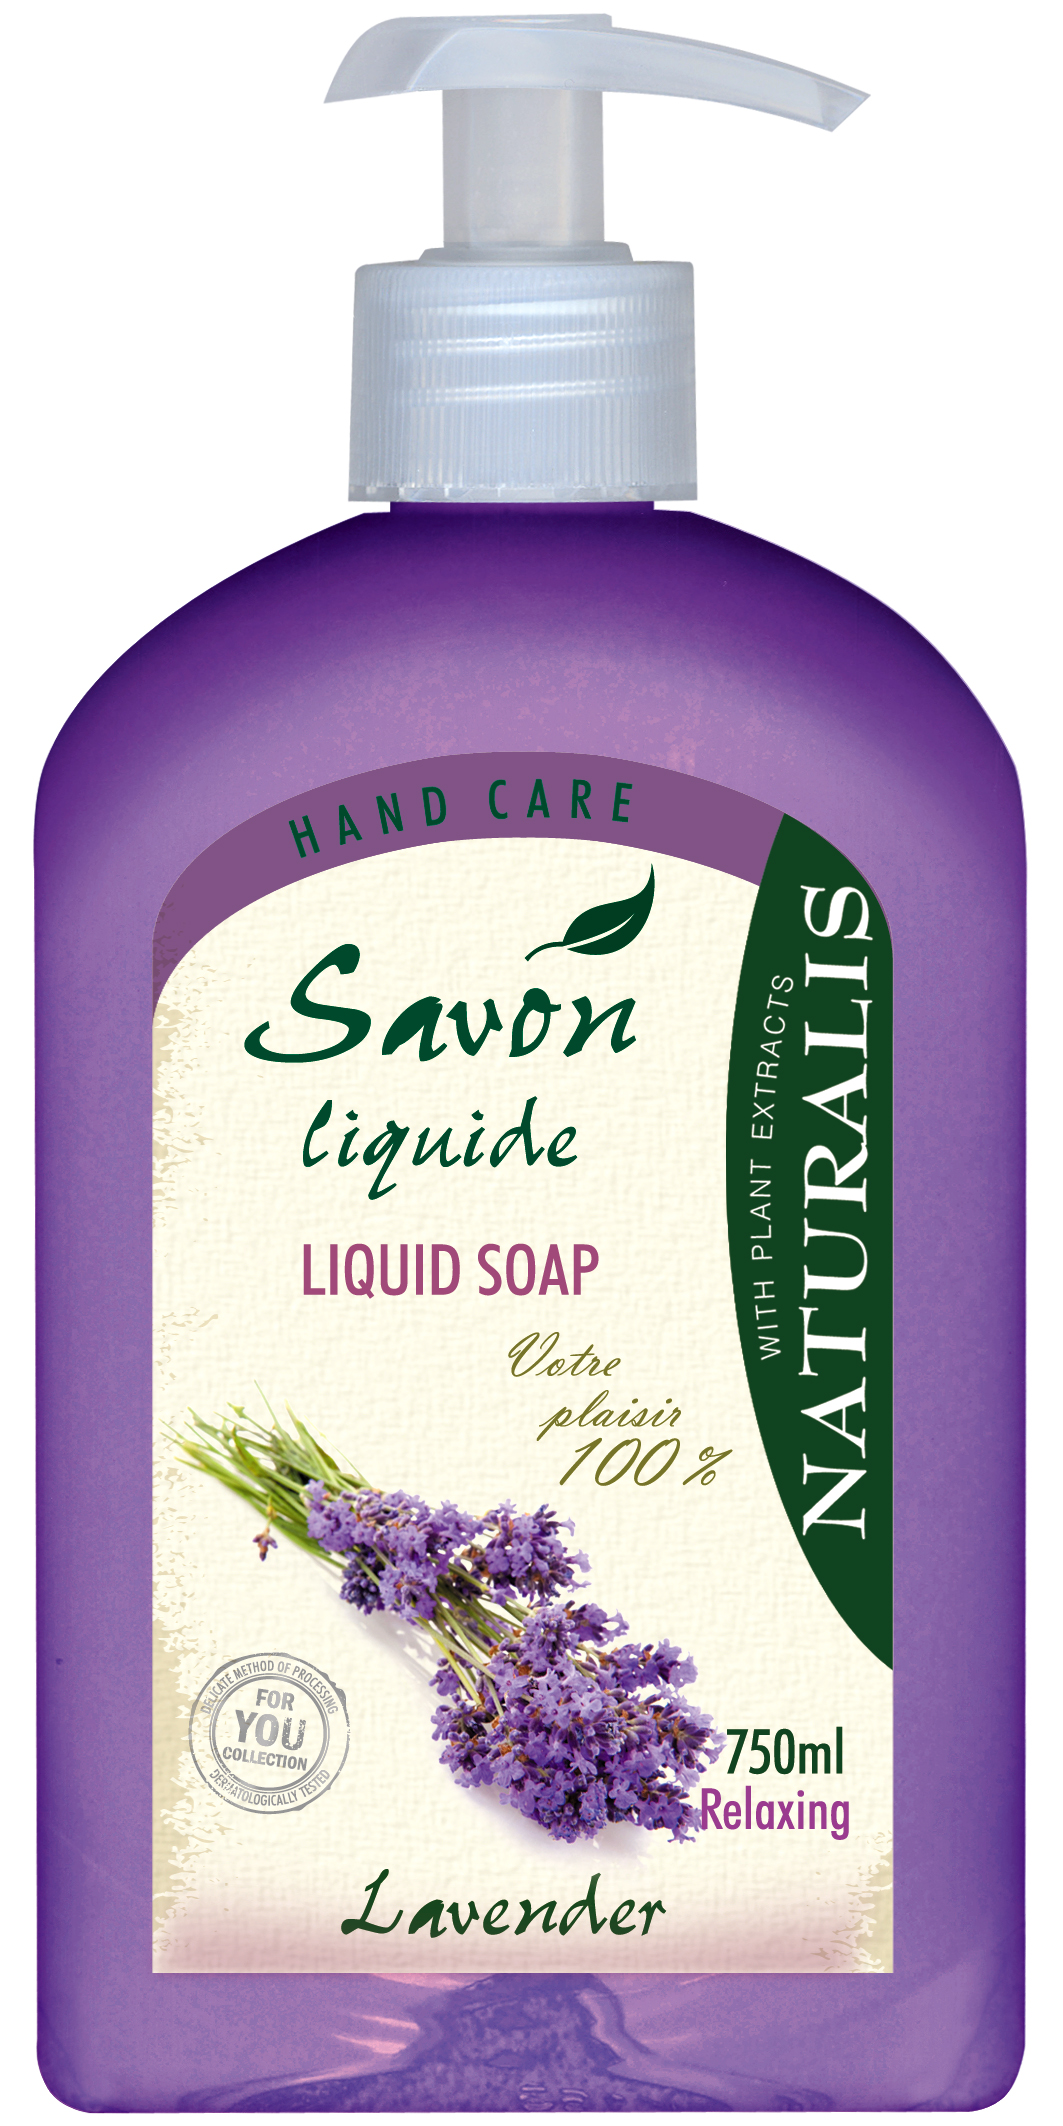 HAND CARE
Savon
liquide
LIQUID SOAP
Votre
plaisir
100 %
WITH PLANT EXTRACTS
NATURALIS
DELICATE METHOD OF PROCESSING
FOR
YOU
COLLECTION
DERMATOLOGICALLY TESTED
750ml
Relaxing
Lavender